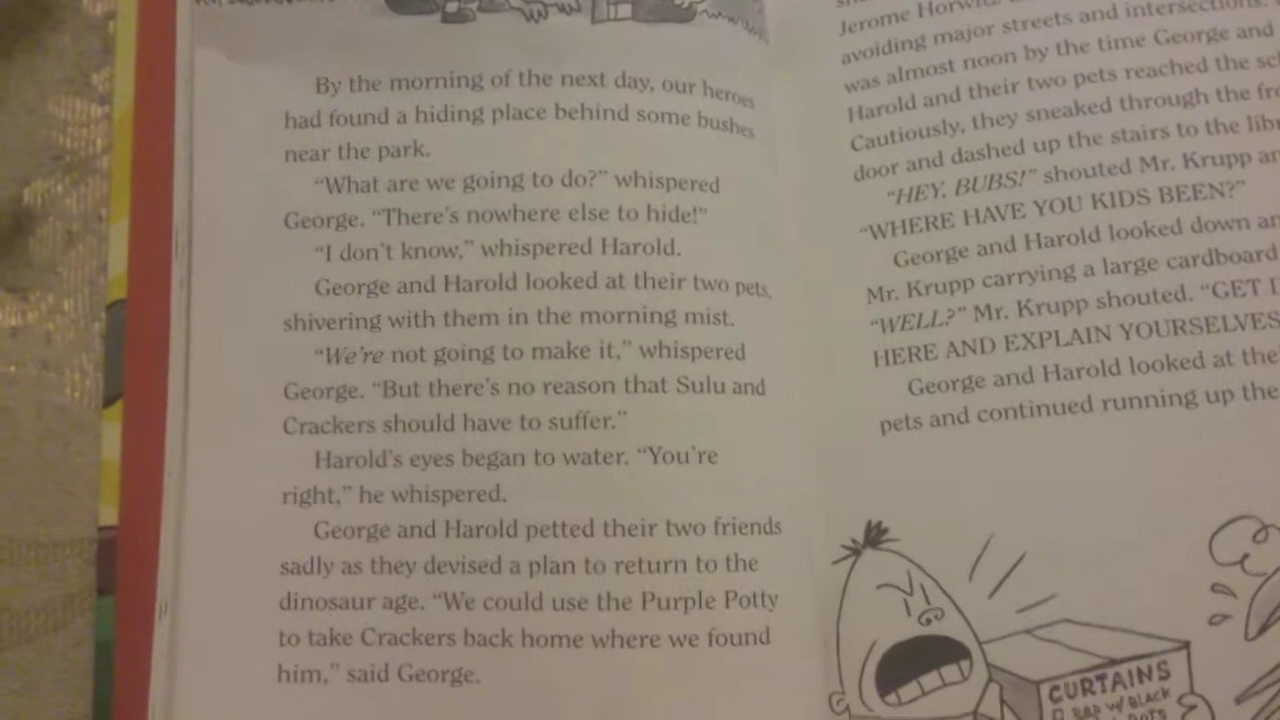 By the morning of the next day, our heroes
had found a hiding place behind some bushes
near the park.
“What are we going to do?” whispered
George. “There’s nowhere else to hide!”
“I don’t know,” whispered Harold.
George and Harold looked at their two pets,
shivering with them in the morning mist.
“We’re not going to make it,” whispered
George. “But there’s no reason that Sulu and
Crackers should have to suffer.”
Harold’s eyes began to water. “You’re
right,” he whispered.
George and Harold petted their two friends
sadly as they devised a plan to return to the
dinosaur age. “We could use the Purple Potty
to take Crackers back home where we found
him,” said George.
Jerome Horwitz
avoiding major streets and intersections.
was almost noon by the time George and
Harold and their two pets reached the
Cautiously, they sneaked through the
door and dashed up the stairs to the
“HEY, BUBS!” shouted Mr. Krupp
“WHERE HAVE YOU KIDS BEEN?”
George and Harold looked down
Mr. Krupp carrying a large cardboard
“WELL?” Mr. Krupp shouted. “GET
HERE AND EXPLAIN YOURSELVES
George and Harold looked at
pets and continued running up the
CURTAINS
RED W/ BLACK
DOTS